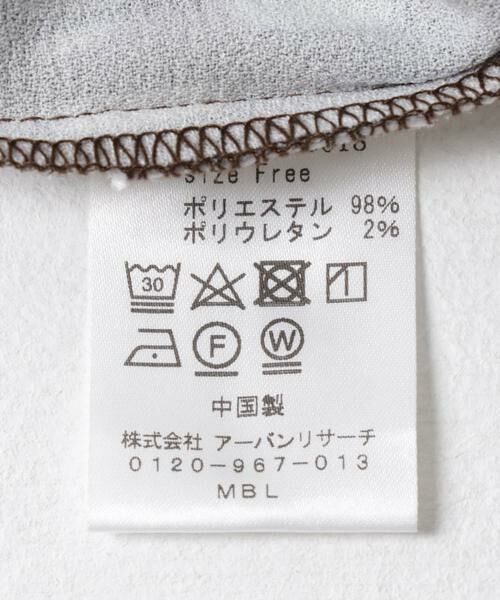 Size Free
ポリエステル 98%
ポリウレタン 2%
30
F W
中国製
株式会社 アーバンリサーチ
0120-967-013
MBL